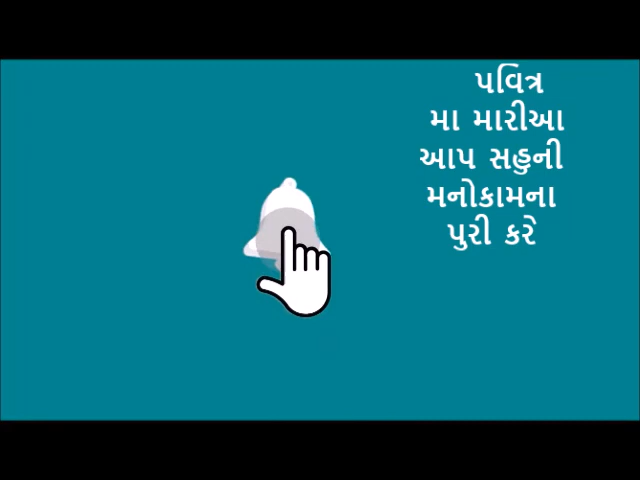 પવિત્ર
મા મારીઆ
આપ સહુની
મનોકામના
પુરી કરે